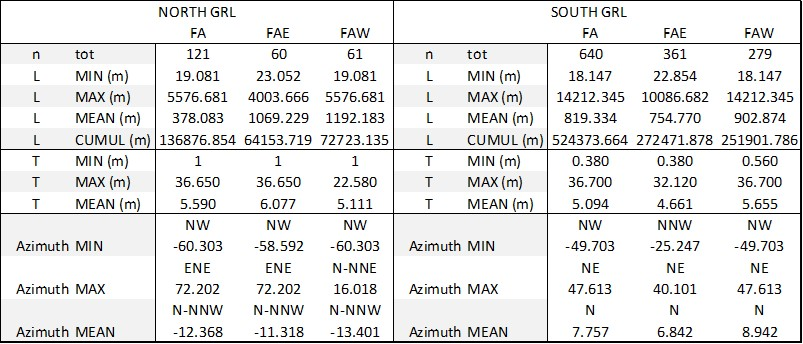 NORTH GRL SOUTH GRL
FA FAE FAW FA FAE FAW
n tot 121 60 61 n tot 640 361 279
L MIN (m) 19.081 23.052 19.081 L MIN (m) 18.147 22.854 18.147
L MAX (m) 5576.681 4003.666 5576.681 L MAX (m) 14212.345 10086.682 14212.345
L MEAN (m) 378.083 1069.229 1192.183 L MEAN (m) 819.334 754.770 902.874
L CUMUL (m) 136876.854 64153.719 72723.135 L CUMUL (m) 524373.664 272471.878 251901.786
T MIN (m) 1 1 1 T MIN (m) 0.380 0.380 0.560
T MAX (m) 36.650 36.650 22.580 T MAX (m) 36.700 32.120 36.700
T MEAN (m) 5.590 6.077 5.111 T MEAN (m) 5.094 4.661 5.655
NW NW NW NW NNW NW
Azimuth MIN -60.303 -58.592 -60.303 Azimuth MIN -49.703 -25.247 -49.703
ENE ENE N-NNE NE NE NE
Azimuth MAX 72.202 72.202 16.018 Azimuth MAX 47.613 40.101 47.613
N-NNW N-NNW N-NNW N N N
Azimuth MEAN -12.368 -11.318 -13.401 Azimuth MEAN 7.757 6.842 8.942